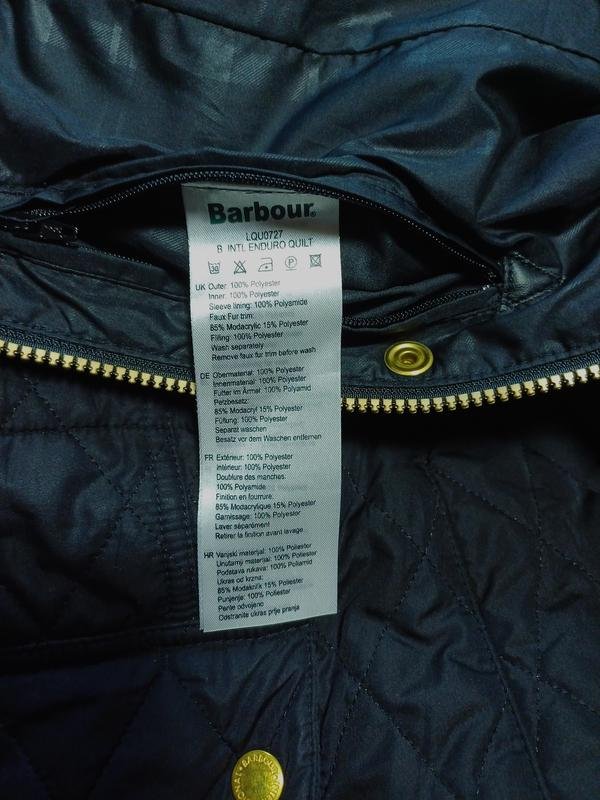 Barbour®
LQU0727
B. INTL ENDURO QUILT
30
P
UK Outer: 100% Polyester
Inner: 100% Polyester
Sleeve lining: 100% Polyamide
Faux Fur trim:
85% Modacrylic 15% Polyester
Filling: 100% Polyester
Wash separately
Remove faux fur trim before wash
DE Obermaterial: 100% Polyester
Innenmaterial: 100% Polyester
Futter im Ärmel: 100% Polyamid
Pelzbesatz:
85% Modacryl 15% Polyester
Füllung: 100% Polyester
Separat waschen
Besatz vor dem Waschen entfernen
FR Extérieur: 100% Polyester
Intérieur: 100% Polyester
Doublure des manches:
100% Polyamide
Finition en fourrure:
85% Modacrylique 15% Polyester
Garnissage: 100% Polyester
Laver séparément
Retirer la finition avant lavage
HR Vanjski materijal: 100% Poliester
Unutarnji materijal: 100% Poliester
Podstava rukava: 100% Poliamid
Ukras od krzna:
85% Modakrilik 15% Poliester
Punjenje: 100% Poliester
Perite odvojeno
Odstranite ukras prije pranja
BARBOUR